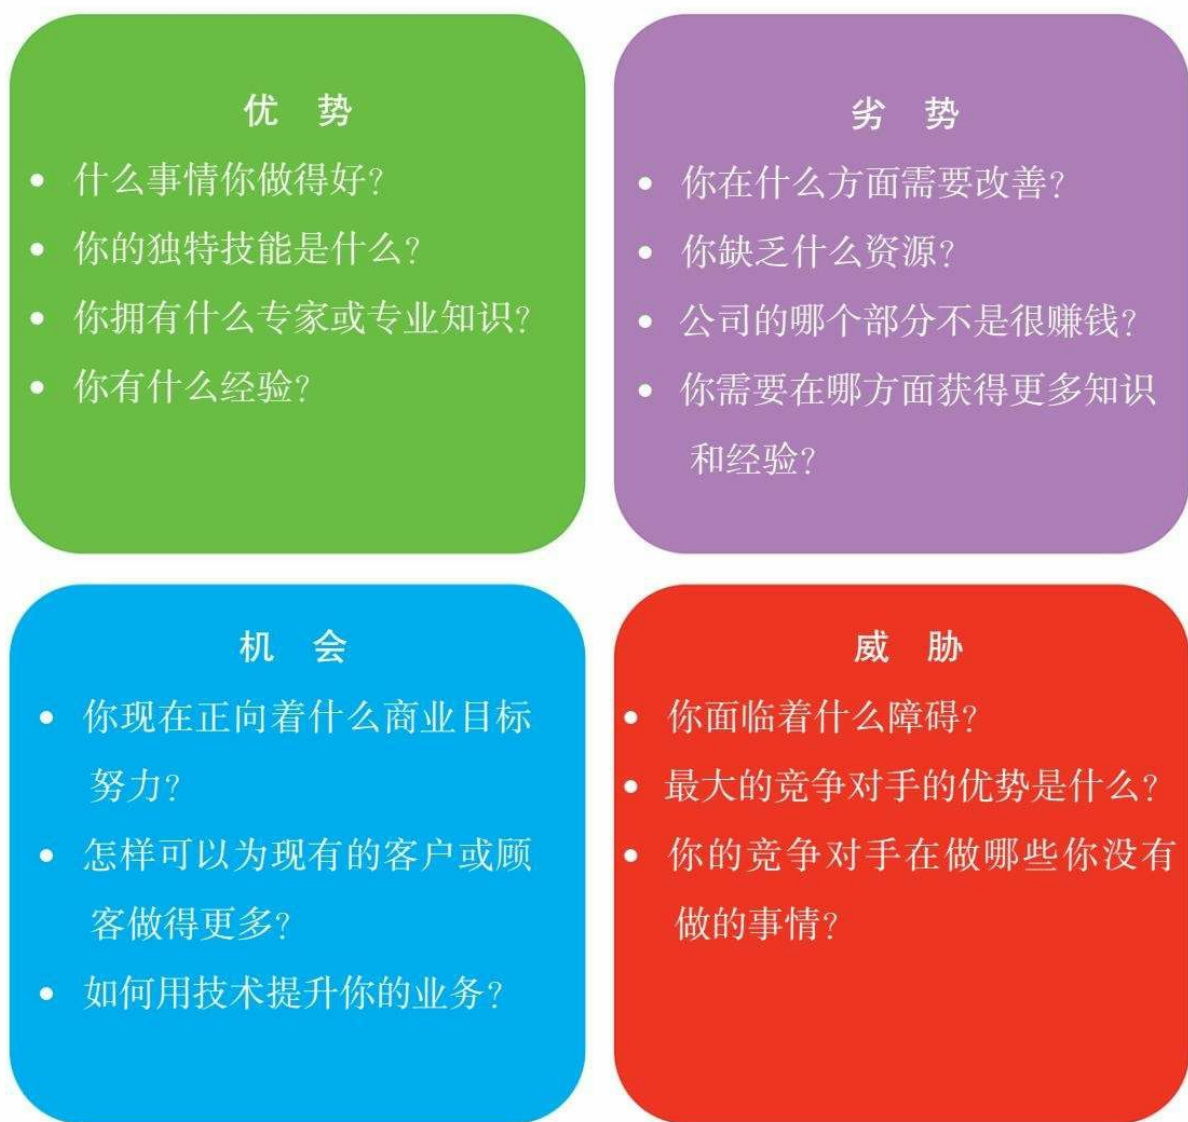 优 势
• 什么事情你做得好？
• 你的独特技能是什么？
• 你拥有什么专家或专业知识？
• 你有什么经验？
劣 势
• 你在什么方面需要改善？
• 你缺乏什么资源？
• 公司的哪个部分不是很赚钱？
• 你需要在哪方面获得更多知识
和经验？
机 会
• 你现在正向着什么商业目标
努力？
• 怎样可以为现有的客户或顾
客做得更多？
• 如何用技术提升你的业务？
威 胁
• 你面临着什么障碍？
• 最大的竞争对手的优势是什么？
• 你的竞争对手在做哪些你没有
做的事情？